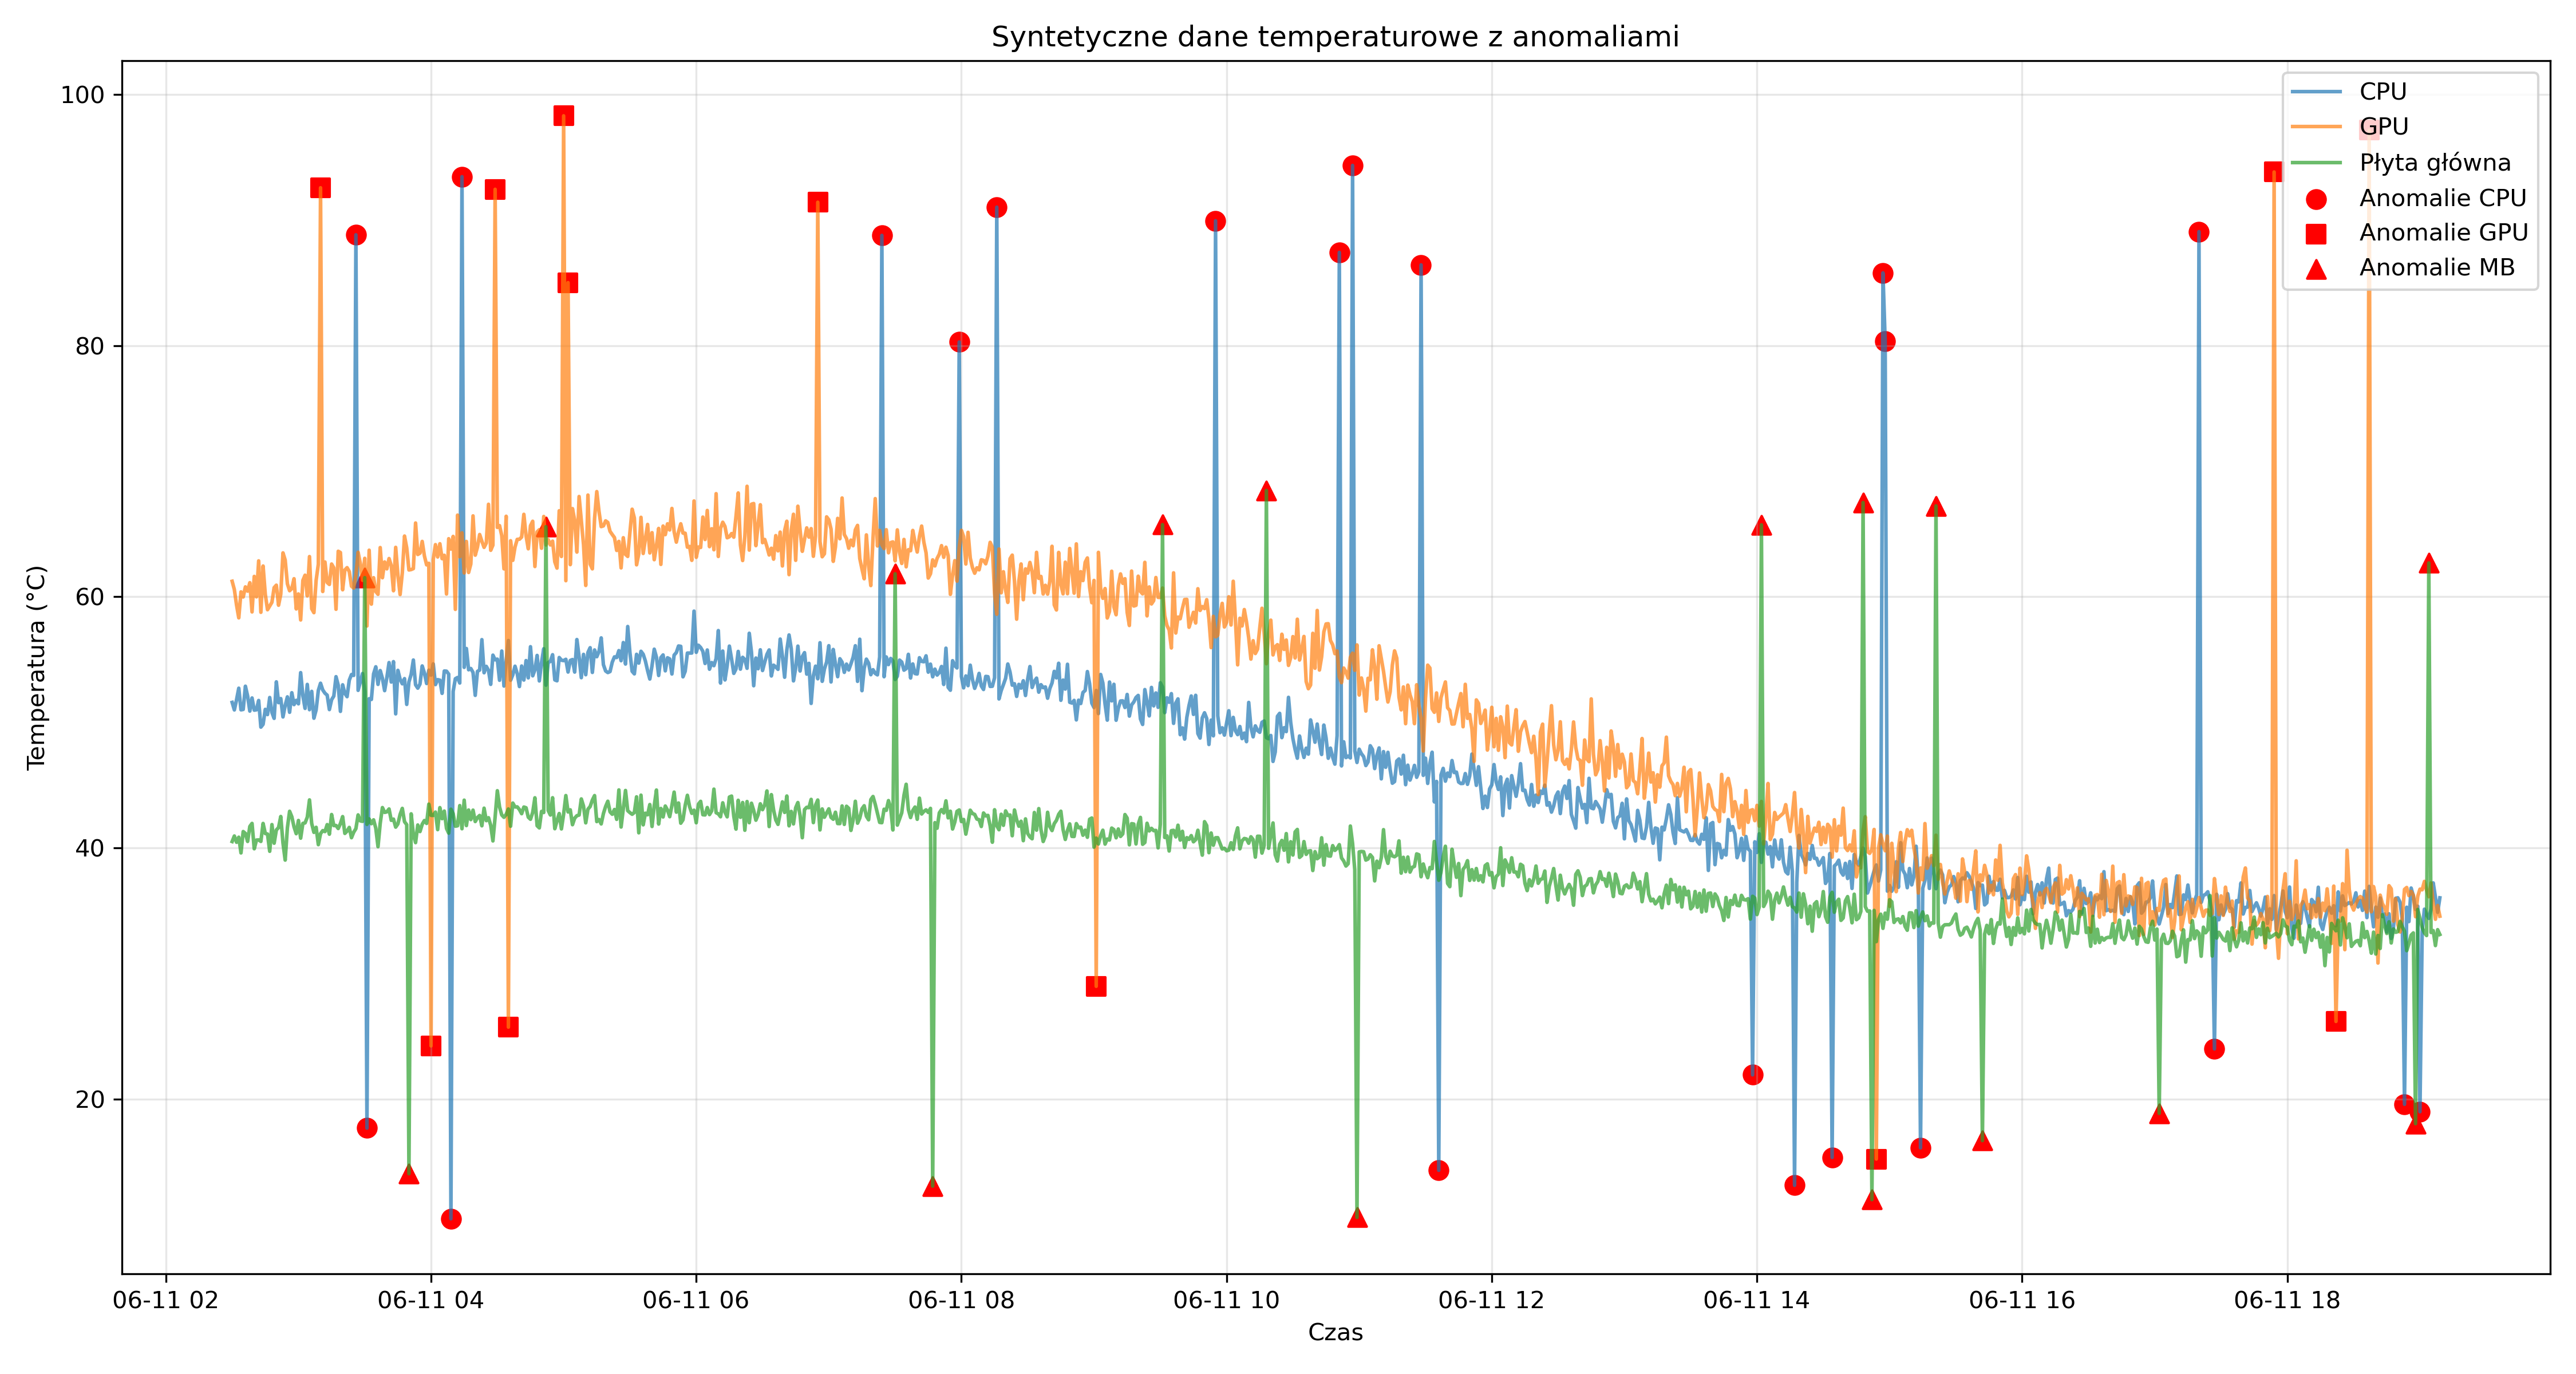 Syntetyczne dane temperaturowe z anomaliami
CPU
GPU
Płyta główna
Anomalie CPU
Anomalie GPU
Anomalie MB
Temperatura (°C)
100
80
60
40
20
06-11 02
06-11 04
06-11 06
06-11 08
06-11 10
06-11 12
06-11 14
06-11 16
06-11 18
Czas